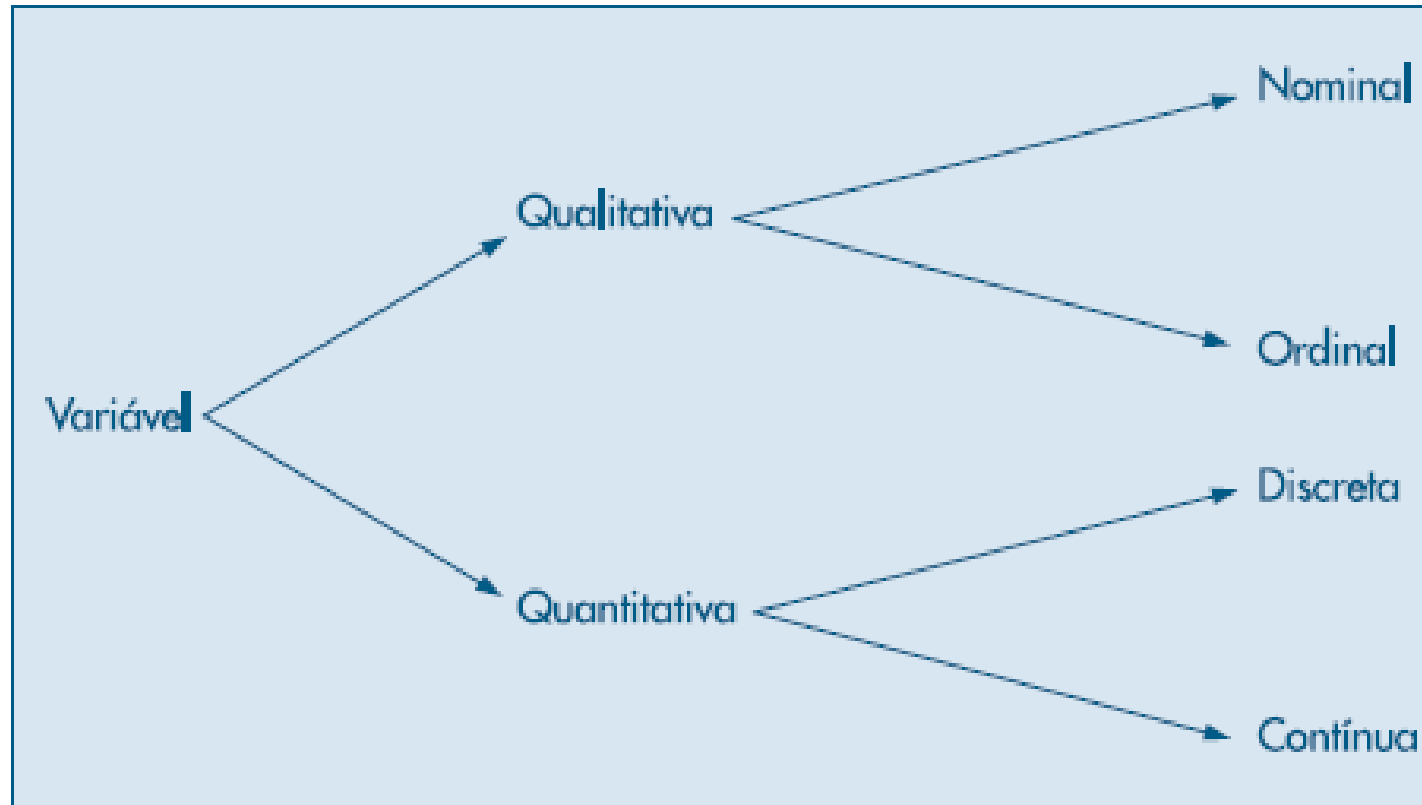 Nominal
Qualitativa
Ordinal
Variável
Discreta
Quantitativa
Contínua